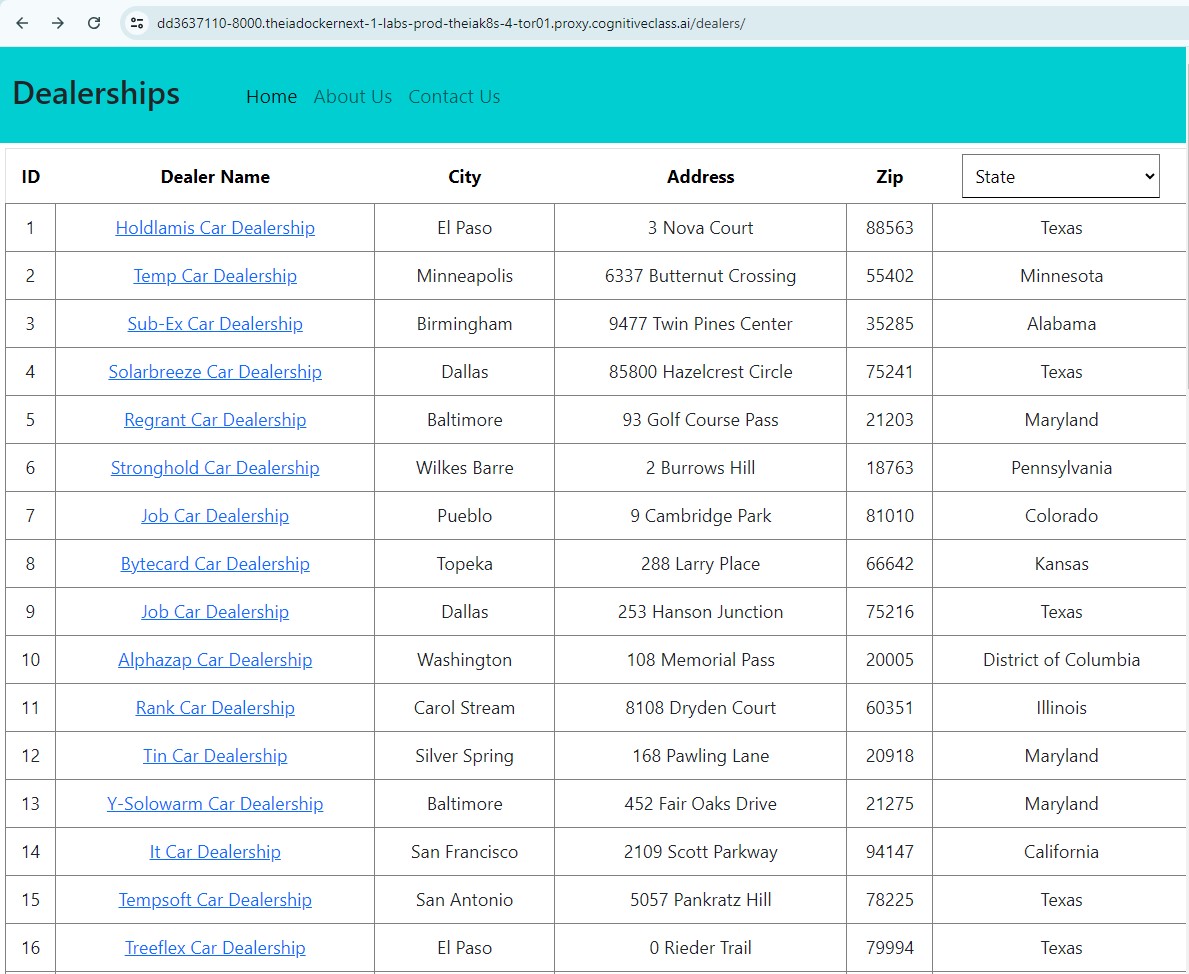 dd3637110-8000.theiadockernext-1-labs-prod-theiak8s-4-tor01.proxy.cognitiveclass.ai/dealers/
Dealerships Home About Us Contact Us
ID Dealer Name City Address Zip State
1 Holdlamis Car Dealership El Paso 3 Nova Court 88563 Texas
2 Temp Car Dealership Minneapolis 6337 Butternut Crossing 55402 Minnesota
3 Sub-Ex Car Dealership Birmingham 9477 Twin Pines Center 35285 Alabama
4 Solarbreeze Car Dealership Dallas 85800 Hazelcrest Circle 75241 Texas
5 Regrant Car Dealership Baltimore 93 Golf Course Pass 21203 Maryland
6 Stronghold Car Dealership Wilkes Barre 2 Burrows Hill 18763 Pennsylvania
7 Job Car Dealership Pueblo 9 Cambridge Park 81010 Colorado
8 Bytecard Car Dealership Topeka 288 Larry Place 66642 Kansas
9 Job Car Dealership Dallas 253 Hanson Junction 75216 Texas
10 Alphazap Car Dealership Washington 108 Memorial Pass 20005 District of Columbia
11 Rank Car Dealership Carol Stream 8108 Dryden Court 60351 Illinois
12 Tin Car Dealership Silver Spring 168 Pawling Lane 20918 Maryland
13 Y-Solowarm Car Dealership Baltimore 452 Fair Oaks Drive 21275 Maryland
14 It Car Dealership San Francisco 2109 Scott Parkway 94147 California
15 Tempsoft Car Dealership San Antonio 5057 Pankratz Hill 78225 Texas
16 Treeflex Car Dealership El Paso 0 Rieder Trail 79994 Texas